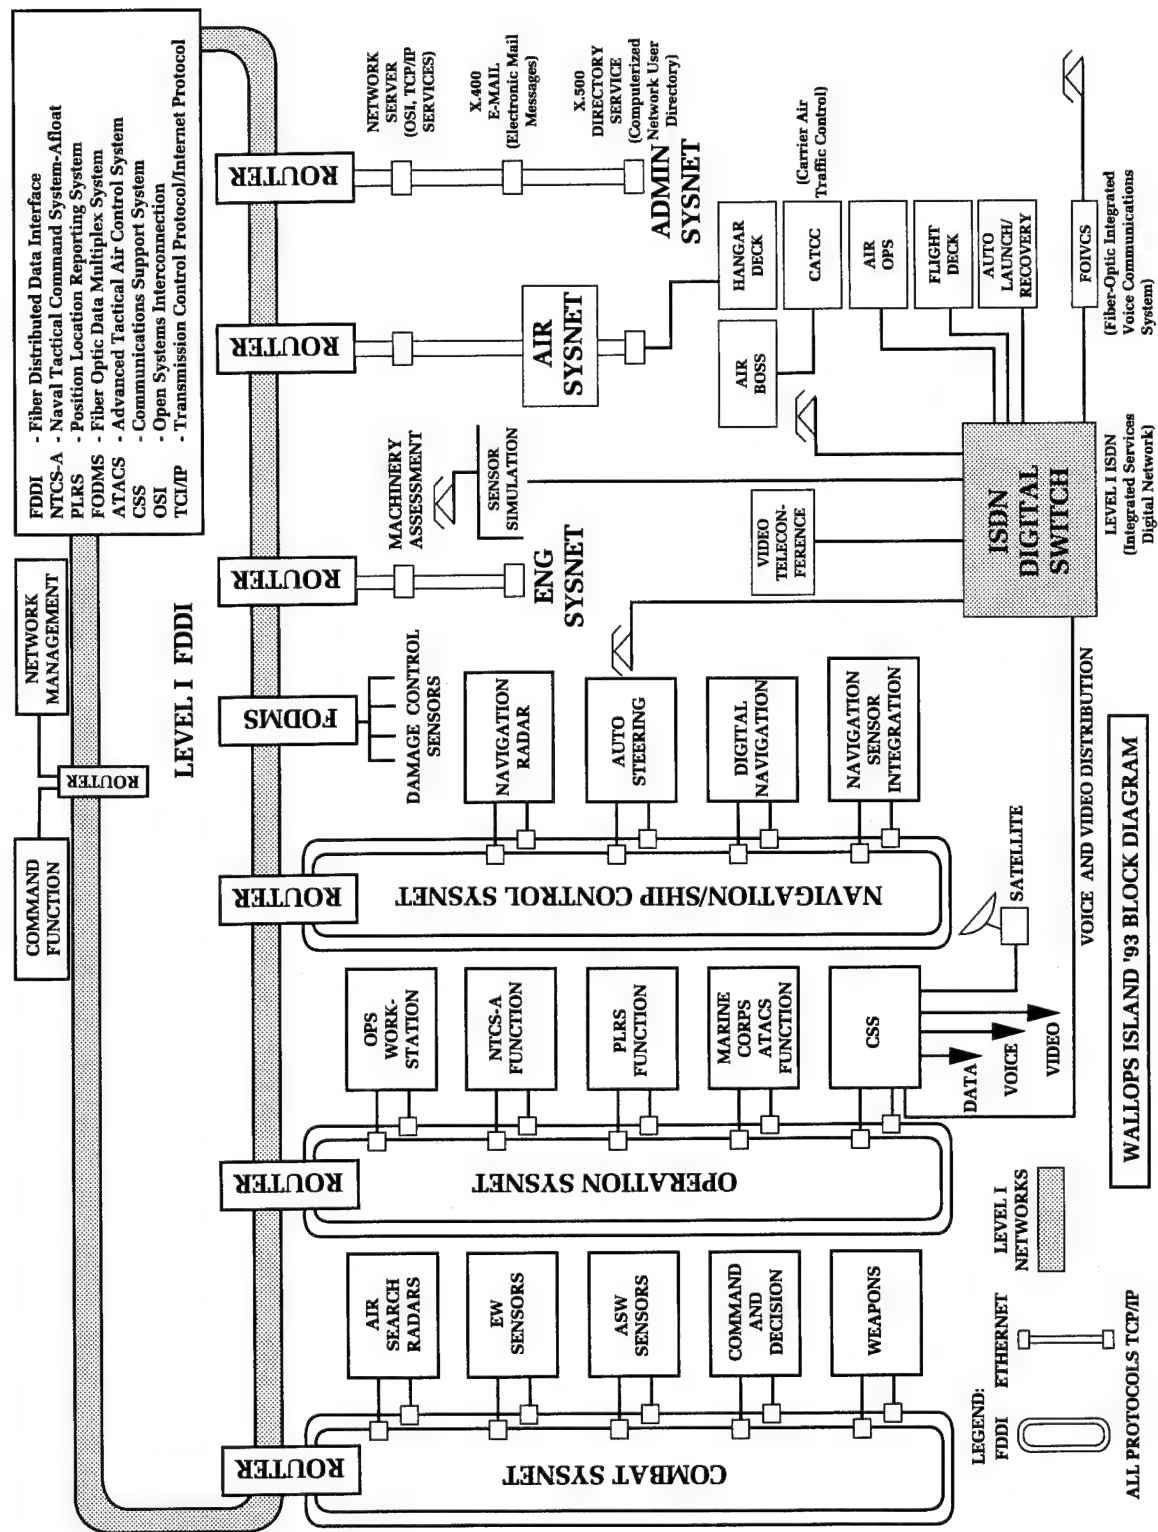 FDDI - Fiber Distributed Data Interface
NTCS-A - Naval Tactical Command System-Afloat
PLRS - Position Location Reporting System
FODMS - Fiber Optic Data Multiplex System
ATACS - Advanced Tactical Air Control System
CSS - Communications Support System
OSI - Open Systems Interconnection
TCI/IP - Transmission Control Protocol/Internet Protocol
COMMAND
FUNCTION
NETWORK
MANAGEMENT
ROUTER
LEVEL I FDDI
ROUTER
ROUTER
ROUTER
FODMS
ROUTER
ROUTER
ROUTER
COMBAT SYSNET
AIR
SEARCH
RADARS
EW
SENSORS
ASW
SENSORS
COMMAND
AND
DECISION
WEAPONS
OPERATION SYSNET
OPS
WORK-
STATION
NTCS-A
FUNCTION
PLRS
FUNCTION
MARINE
CORPS
ATACS
FUNCTION
CSS
DATA
VOICE
VIDEO
SATELLITE
NAVIGATION/SHIP CONTROL SYSNET
NAVIGATION
RADAR
AUTO
STEERING
DIGITAL
NAVIGATION
NAVIGATION
SENSOR
INTEGRATION
DAMAGE CONTROL
SENSORS
MACHINERY
ASSESSMENT
ENG
SYSNET
SENSOR
SIMULATION
VIDEO
TELECON-
FERENCE
AIR
SYSNET
AIR
BOSS
HANGAR
DECK
CATCC
(Carrier Air
Traffic Control)
AIR
OPS
FLIGHT
DECK
AUTO
LAUNCH/
RECOVERY
FOIVCS
(Fiber-Optic Integrated
Voice Communications
System)
NETWORK
SERVER
(OSI, TCP/IP
SERVICES)
X.400
E-MAIL
(Electronic Mail
Messages)
X.500
DIRECTORY
SERVICE
(Computerized
Network User
Directory)
ADMIN
SYSNET
ISDN
DIGITAL
SWITCH
LEVEL I ISDN
(Integrated Services
Digital Network)
VOICE AND VIDEO DISTRIBUTION
LEGEND:
FDDI
ETHERNET
LEVEL I
NETWORKS
ALL PROTOCOLS TCP/IP
WALLOPS ISLAND '93 BLOCK DIAGRAM